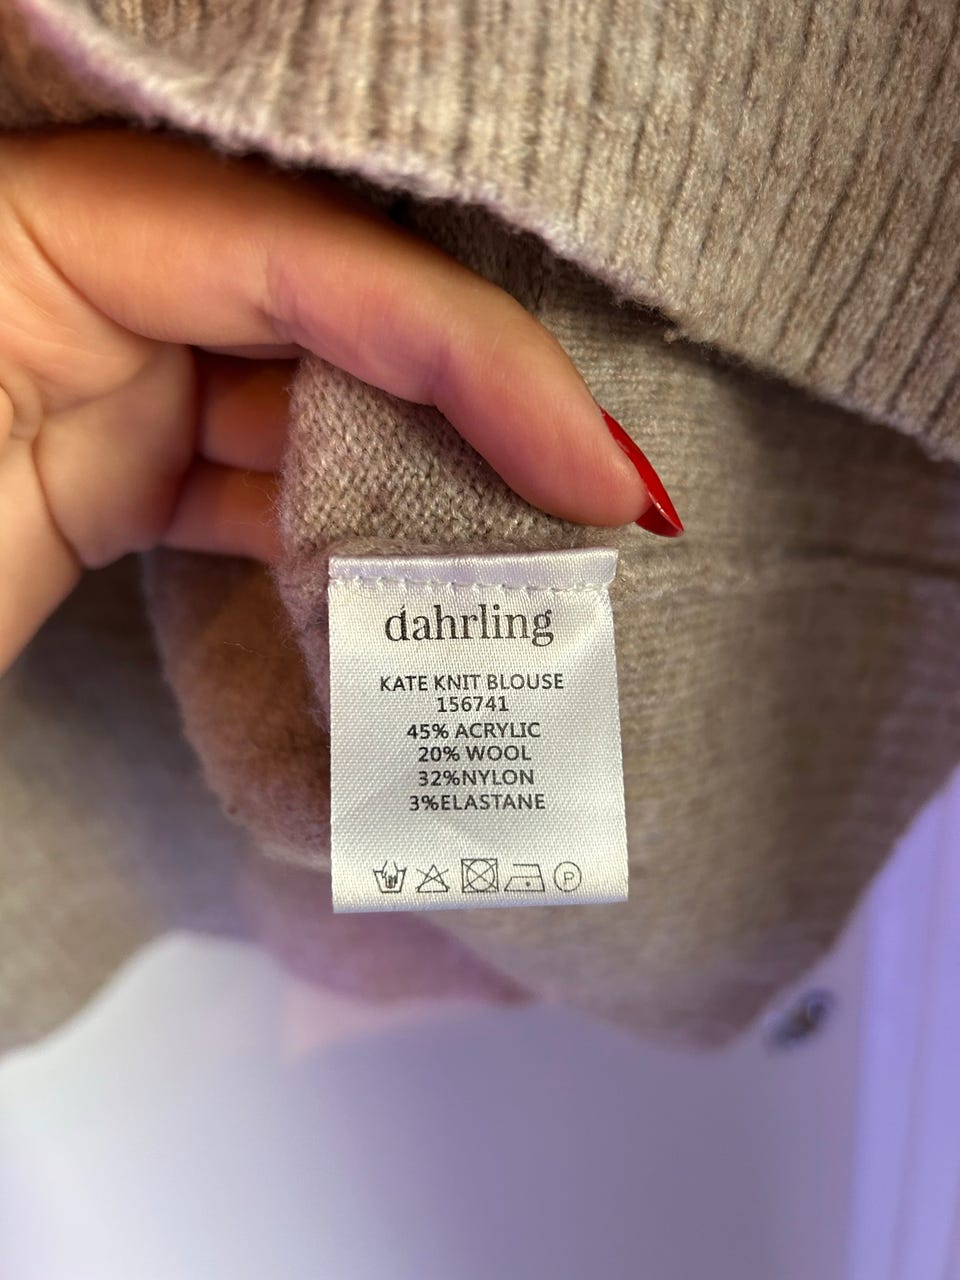 dahrling
KATE KNIT BLOUSE
156741
45% ACRYLIC
20% WOOL
32%NYLON
3%ELASTANE
P